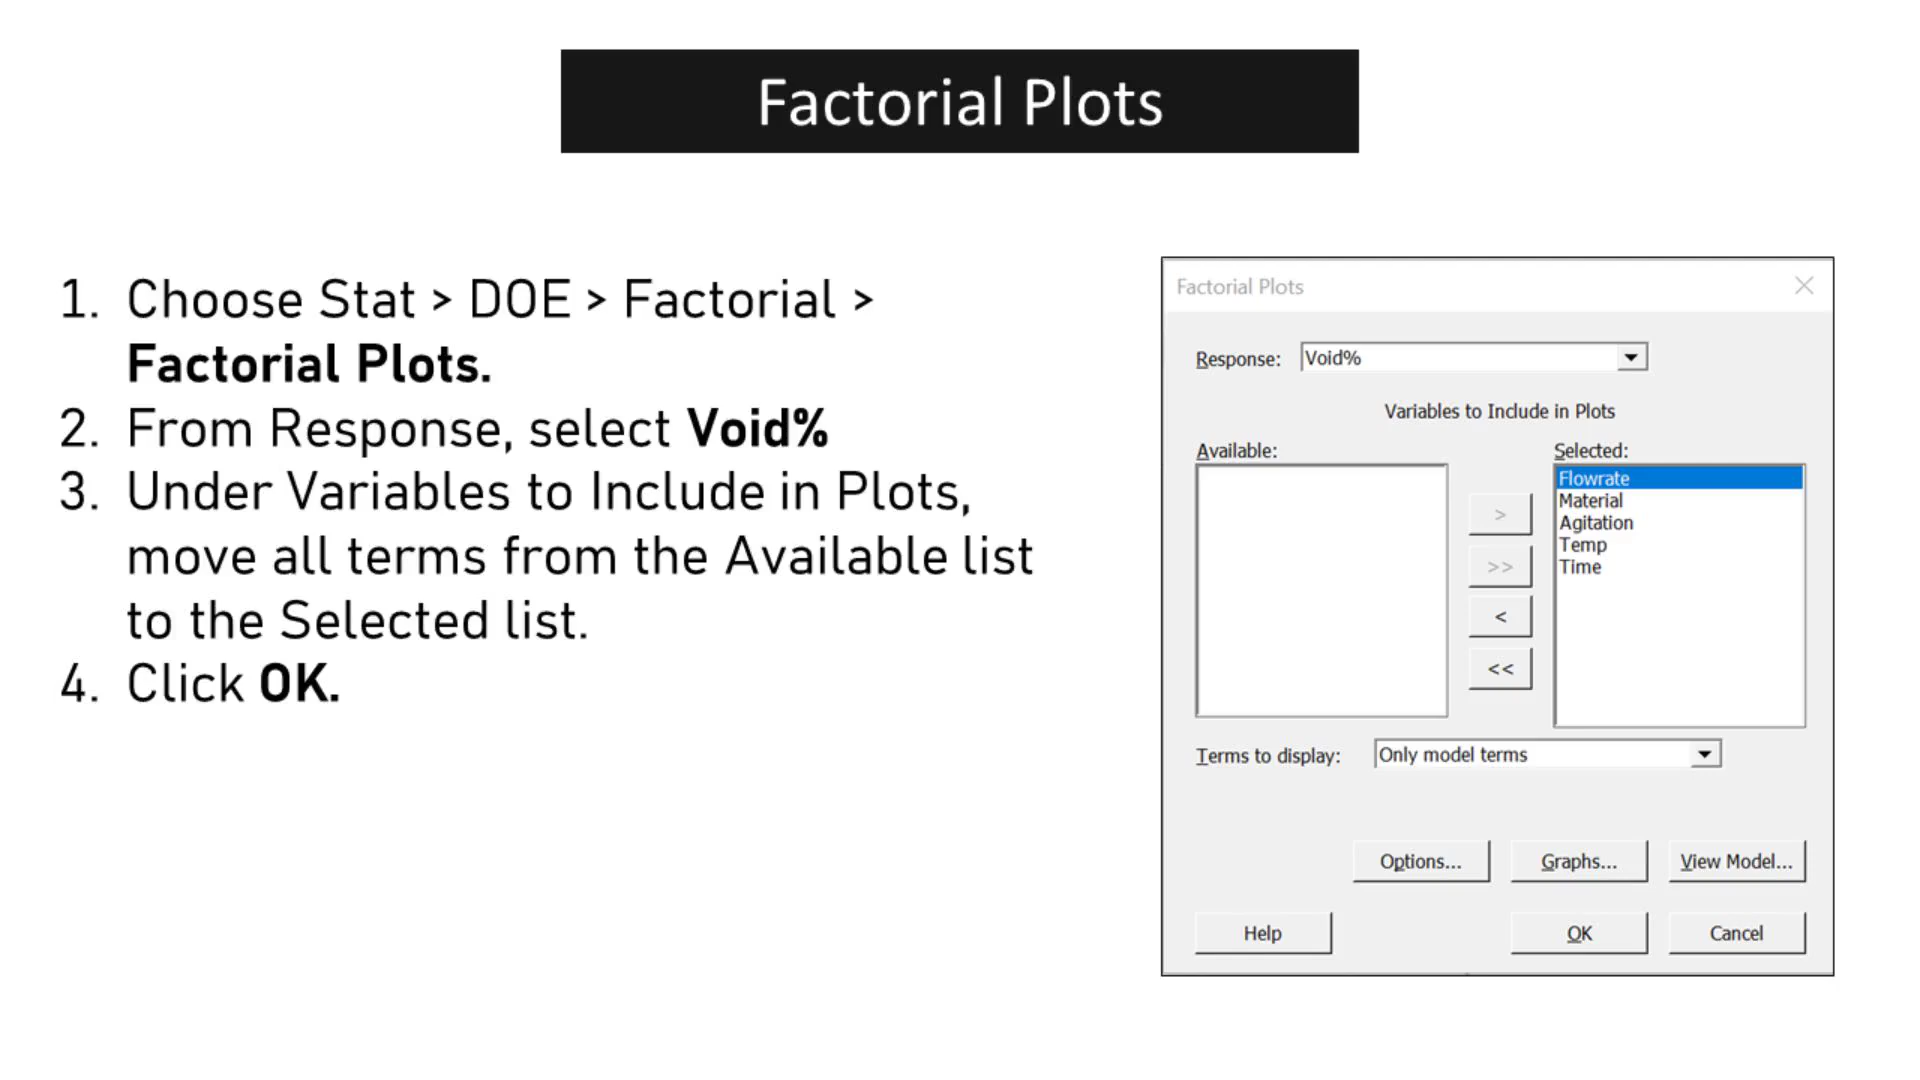 Factorial Plots
1. Choose Stat > DOE > Factorial >
Factorial Plots.
2. From Response, select Void%
3. Under Variables to Include in Plots,
move all terms from the Available list
to the Selected list.
4. Click OK.
Factorial Plots
Response: Void%
Variables to Include in Plots
Available: Selected:
Flowrate
Material
Agitation
Temp
Time
>
>>
<
<<
Terms to display: Only model terms
Options... Graphs... View Model...
Help OK Cancel